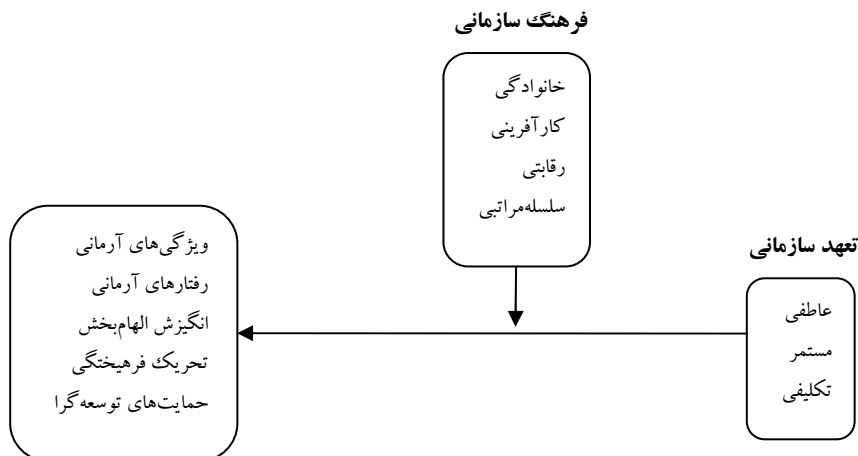 فرهنگ سازمانی
خانوادگی
کارآفرینی
رقابتی
سلسله‌مراتبی
تعهد سازمانی
عاطفی
مستمر
تکلیفی
ویژگی‌های آرمانی
رفتارهای آرمانی
انگیزش الهام‌بخش
تحریک فرهیختگی
حمایت‌های توسعه‌گرا